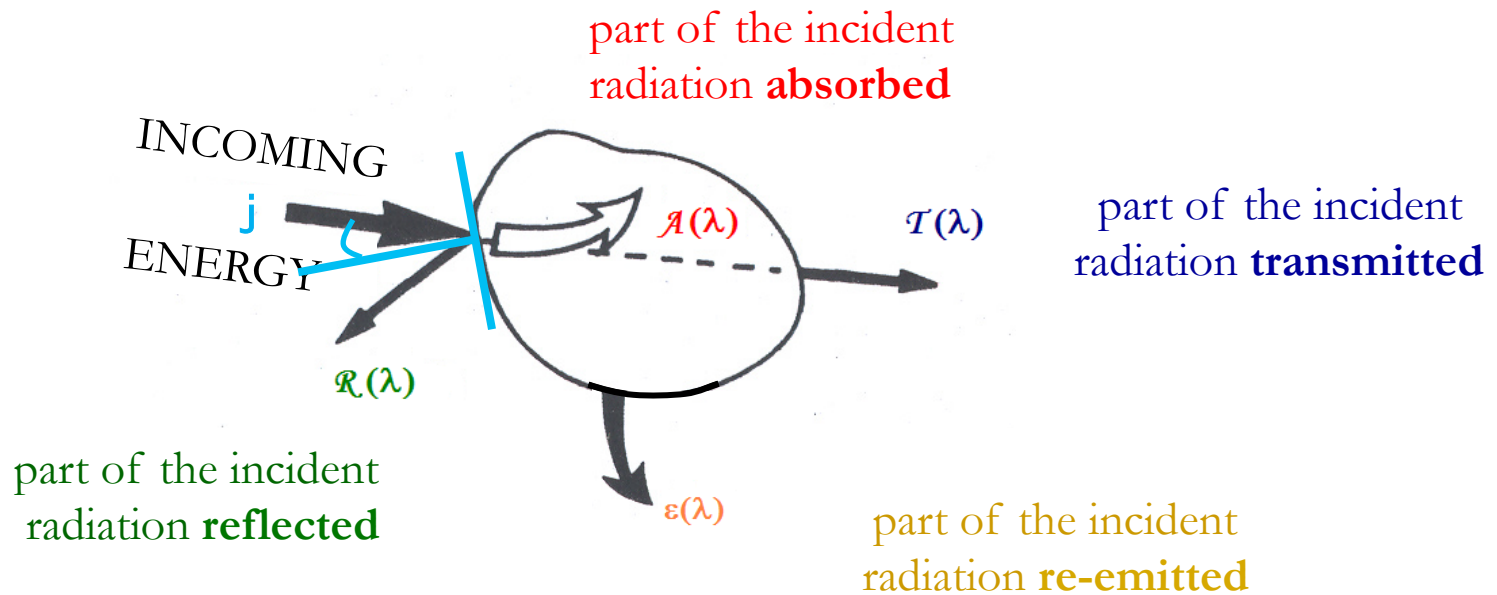 part of the incident
radiation absorbed
INCOMING
j
ENERGY
A(λ)
T(λ)
part of the incident
radiation transmitted
R(λ)
part of the incident
radiation reflected
ε(λ)
part of the incident
radiation re-emitted